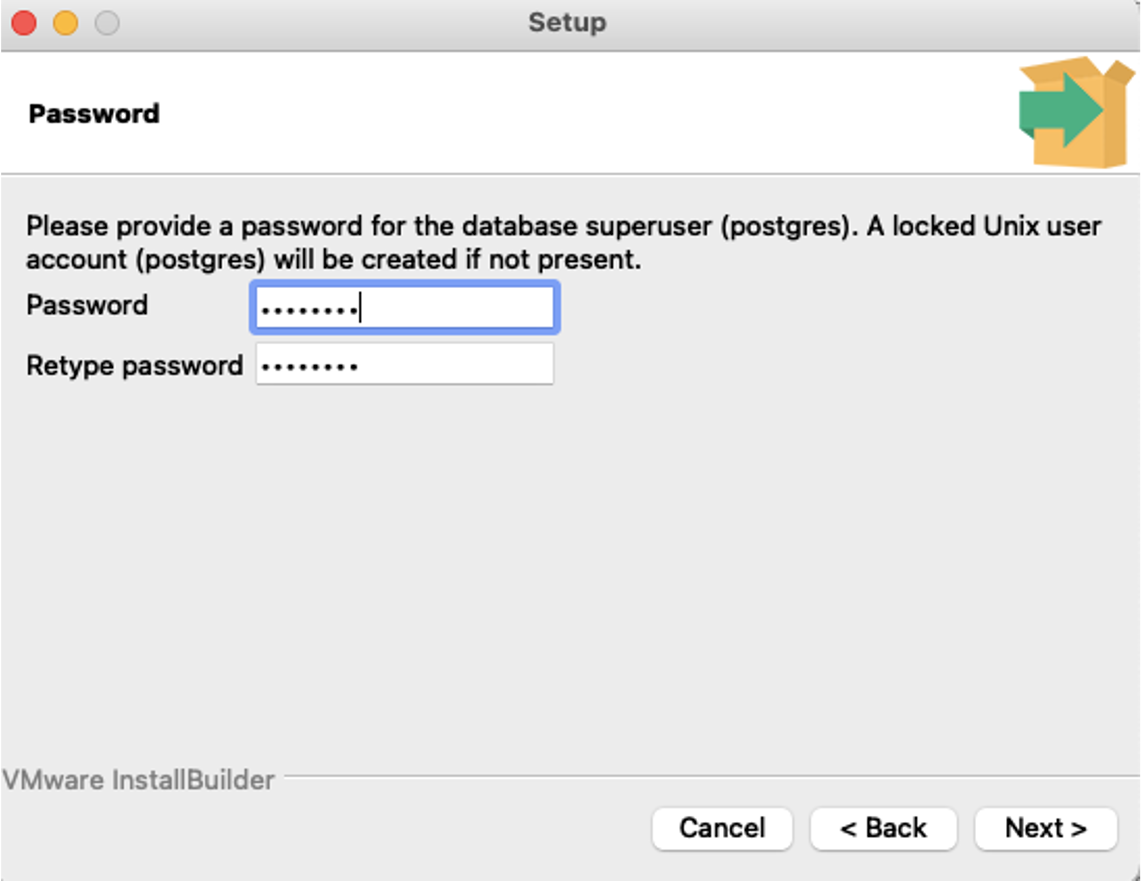 Setup
Password
Please provide a password for the database superuser (postgres). A locked Unix user
account (postgres) will be created if not present.
Password ••••••••
Retype password ••••••••
VMware InstallBuilder
Cancel < Back Next >